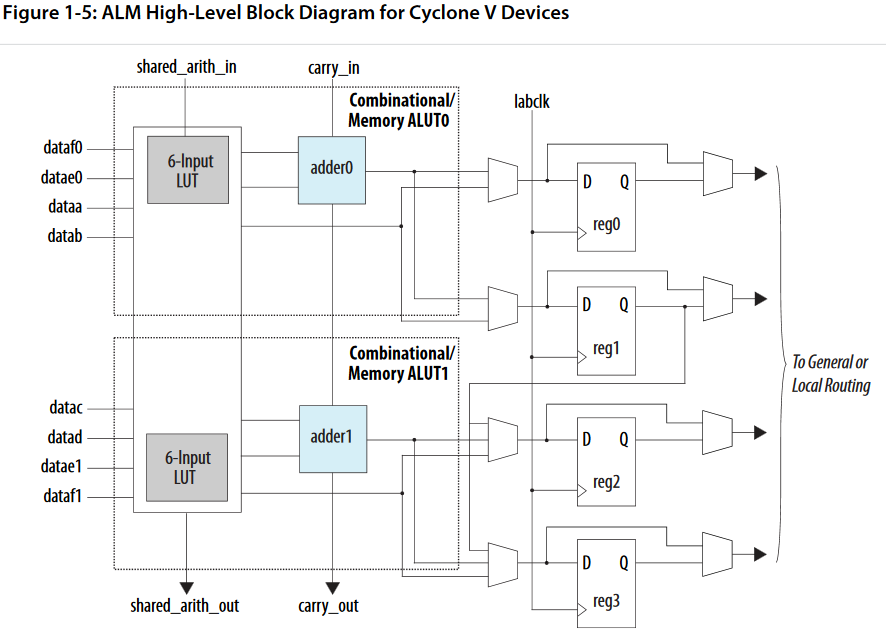 Figure 1-5: ALM High-Level Block Diagram for Cyclone V Devices
shared_arith_in
carry_in
Combinational/
Memory ALUT0
labclk
dataf0
datae0
dataa
datab
6-Input
LUT
adder0
D Q
reg0
D Q
reg1
Combinational/
Memory ALUT1
To General or
Local Routing
datac
datad
datae1
dataf1
6-Input
LUT
adder1
D Q
reg2
D Q
reg3
shared_arith_out
carry_out